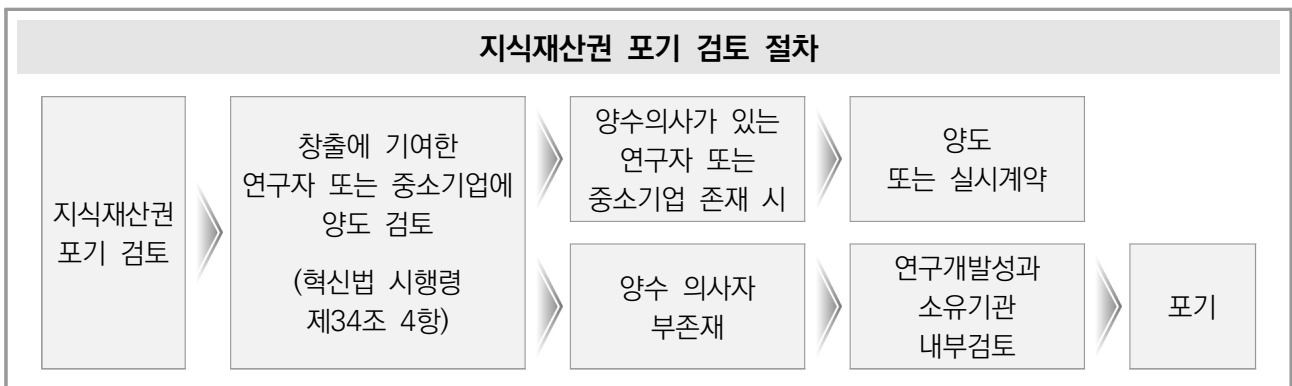 지식재산권 포기 검토 절차
지식재산권
포기 검토
창출에 기여한
연구자 또는 중소기업에
양도 검토
(혁신법 시행령
제34조 4항)
양수의사가 있는
연구자 또는
중소기업 존재 시
양도
또는 실시계약
양수 의사자
부존재
연구개발성과
소유기관
내부검토
포기